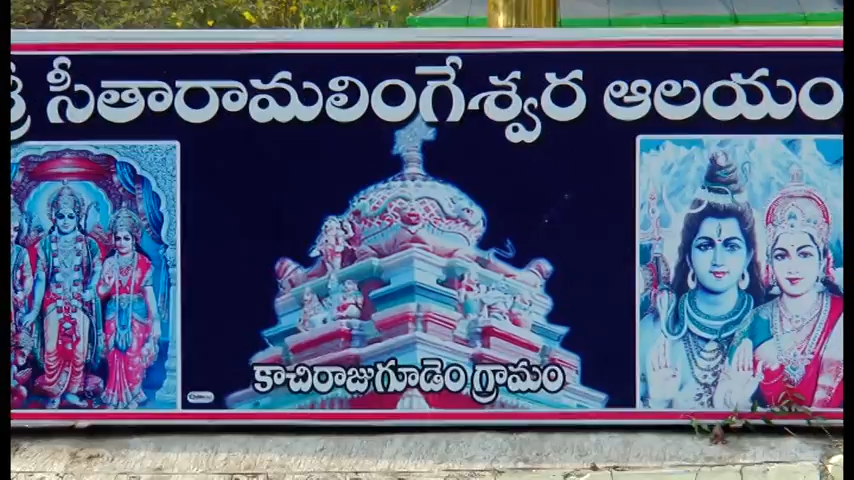 శ్రీ సీతారామలింగేశ్వర ఆలయం
కాచిరాజుగూడెం గ్రామం